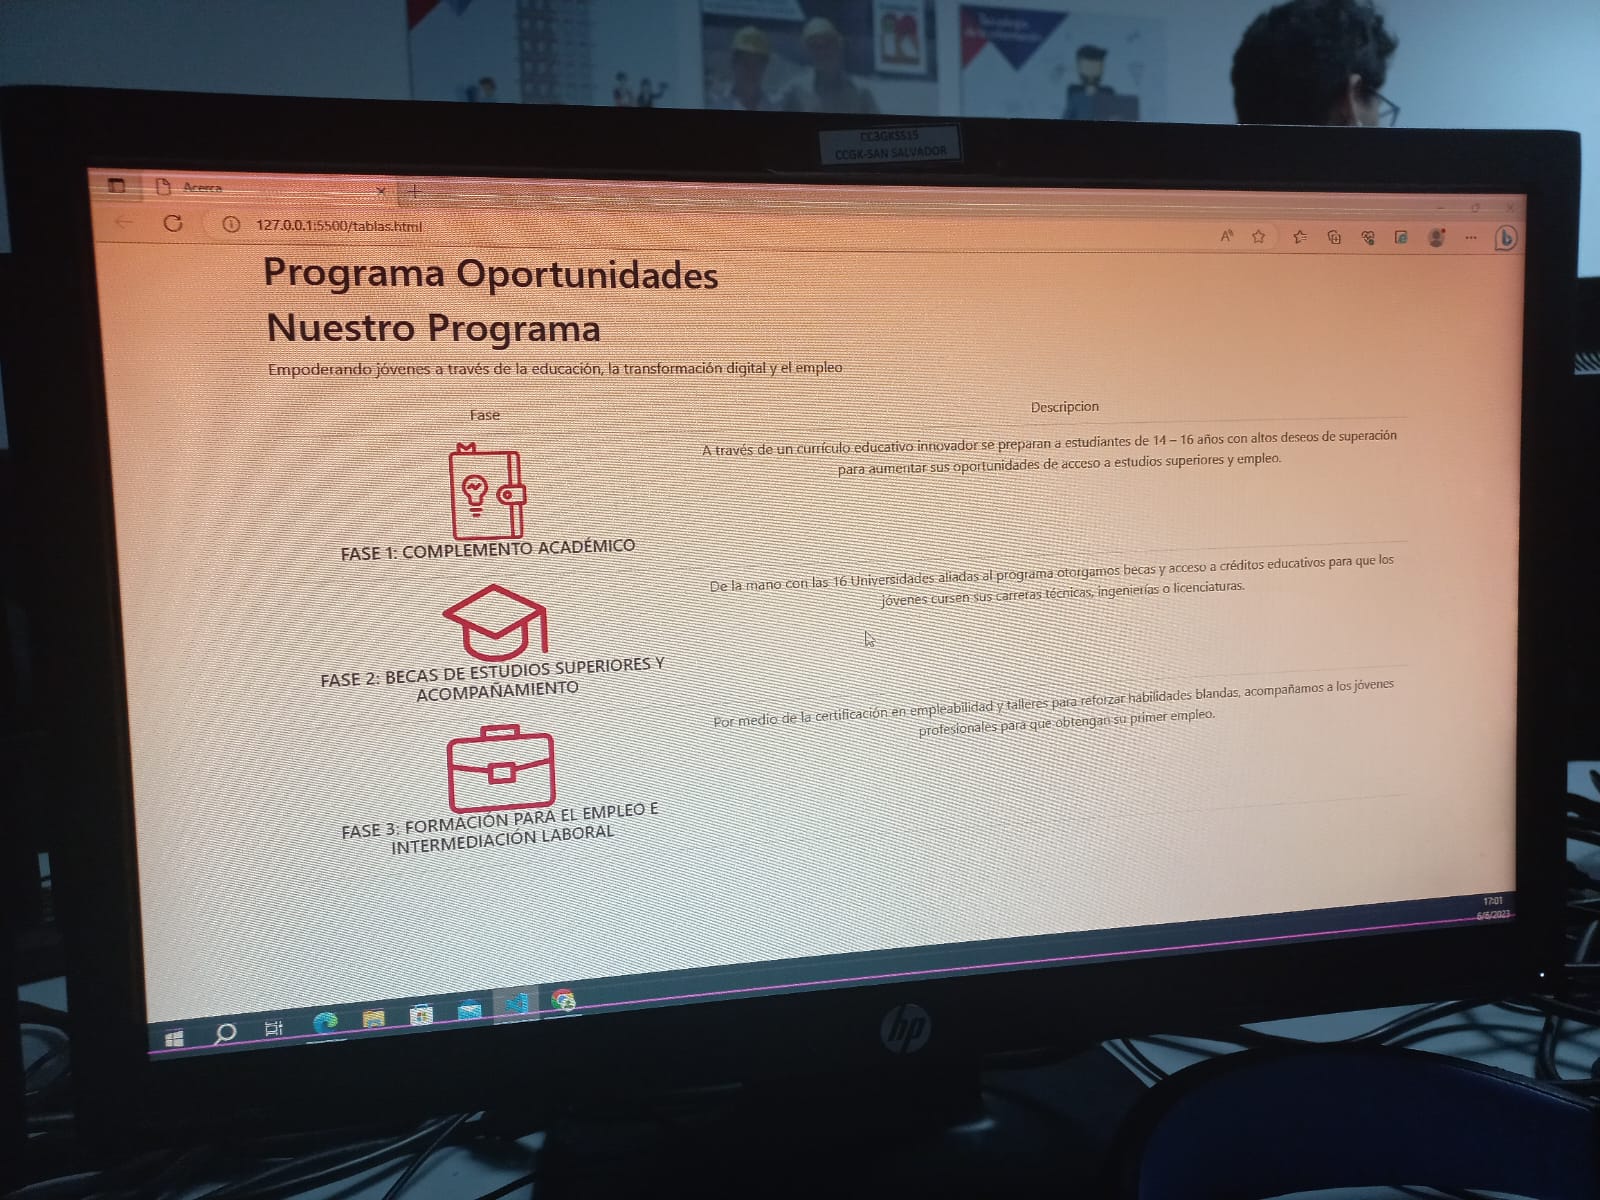 CC3GKSS15
CCGK-SAN SALVADOR
Acerca
127.0.0.1:5500/tablas.html
Programa Oportunidades
Nuestro Programa
Empoderando jóvenes a través de la educación, la transformación digital y el empleo
Fase
Descripcion
FASE 1: COMPLEMENTO ACADÉMICO
A través de un currículo educativo innovador se preparan a estudiantes de 14 – 16 años con altos deseos de superación
para aumentar sus oportunidades de acceso a estudios superiores y empleo.
FASE 2: BECAS DE ESTUDIOS SUPERIORES Y
ACOMPAÑAMIENTO
De la mano con las 16 Universidades aliadas al programa otorgamos becas y acceso a créditos educativos para que los
jóvenes cursen sus carreras técnicas, ingenierías o licenciaturas.
FASE 3: FORMACIÓN PARA EL EMPLEO E
INTERMEDIACIÓN LABORAL
Por medio de la certificación en empleabilidad y talleres para reforzar habilidades blandas, acompañamos a los jóvenes
profesionales para que obtengan su primer empleo.
17:01
6/6/2023
hp